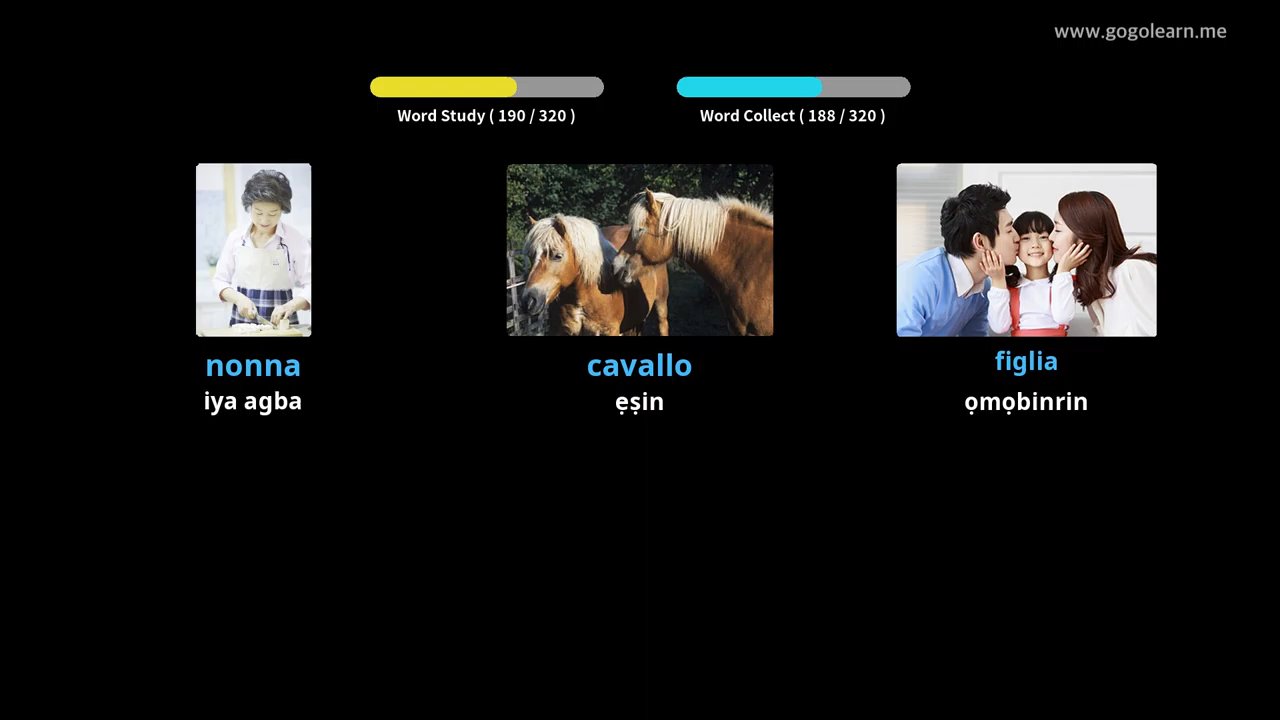 www.gogolearn.me
Word Study ( 190 / 320 )
Word Collect ( 188 / 320 )
nonna
iya agba
cavallo
ẹṣin
figlia
ọmọbinrin